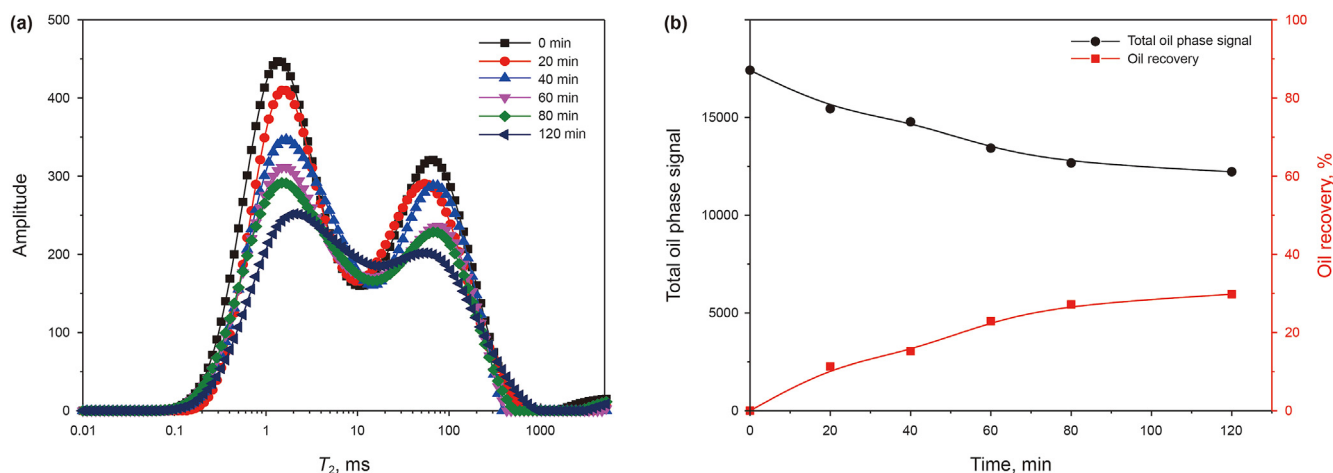 (a)
500
400
300
200
100
0
Amplitude
0 min
20 min
40 min
60 min
80 min
120 min
0.01
0.1
1
10
100
1000
T2, ms
(b)
15000
10000
5000
0
Total oil phase signal
Total oil phase signal
Oil recovery
100
80
60
40
20
0
Oil recovery, %
0
20
40
60
80
100
120
Time, min